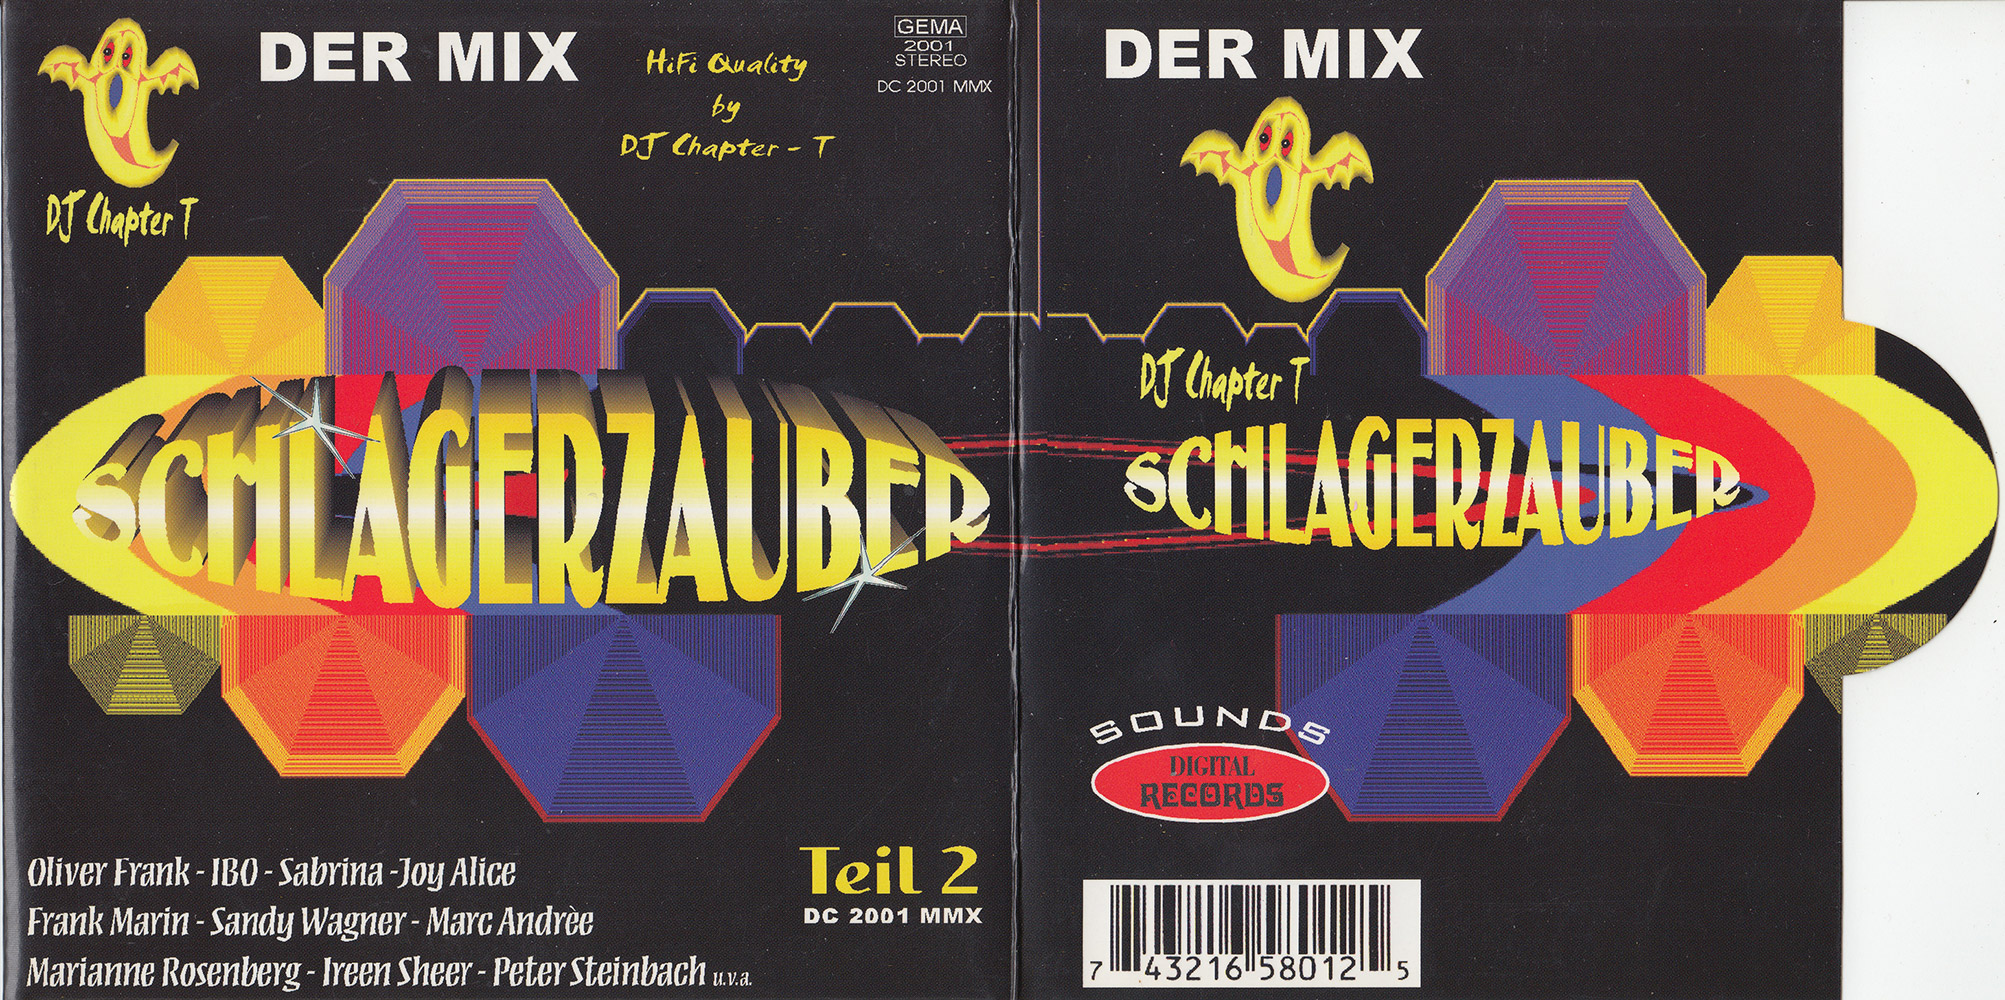 DER MIX
HiFi Quality
by
DJ Chapter - T
GEMA
2001
STEREO
DC 2001 MMX
DJ Chapter T
SCHLAGERZAUBER
Oliver Frank - IBO - Sabrina -Joy Alice
Frank Marin - Sandy Wagner - Marc Andrèe
Marianne Rosenberg - Ireen Sheer - Peter Steinbach u.v.a.
Teil 2
DC 2001 MMX
DER MIX
DJ Chapter T
SCHLAGERZAUBER
SOUNDS
DIGITAL
RECORDS
7 43216 58012 5